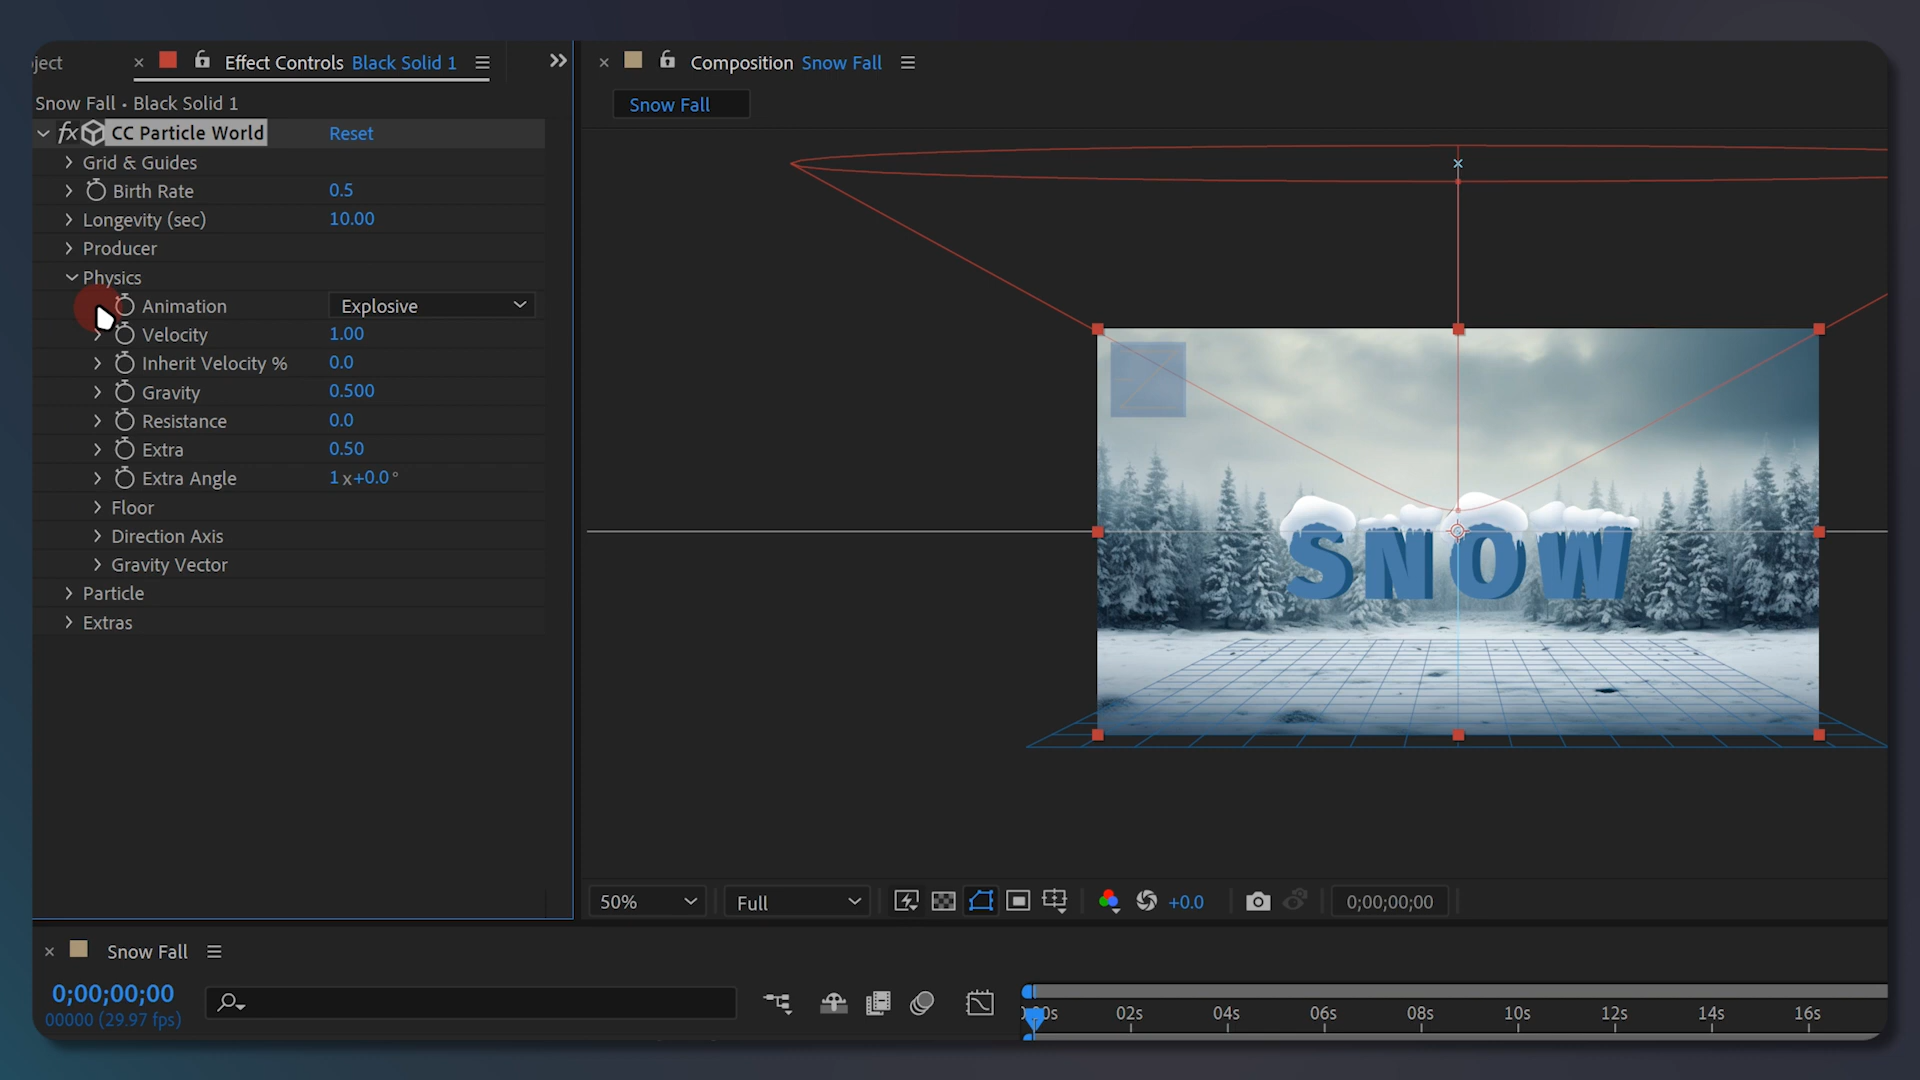 ject
Effect Controls Black Solid 1
Composition Snow Fall
Snow Fall
Snow Fall • Black Solid 1
fx CC Particle World Reset
Grid & Guides
Birth Rate 0.5
Longevity (sec) 10.00
Producer
Physics
Animation Explosive
Velocity 1.00
Inherit Velocity % 0.0
Gravity 0.500
Resistance 0.0
Extra 0.50
Extra Angle 1x+0.0°
Floor
Direction Axis
Gravity Vector
Particle
Extras
SNOW
50% Full +0.0 0;00;00;00
Snow Fall
0;00;00;00
00000 (29.97 fps)
02s 04s 06s 08s 10s 12s 14s 16s